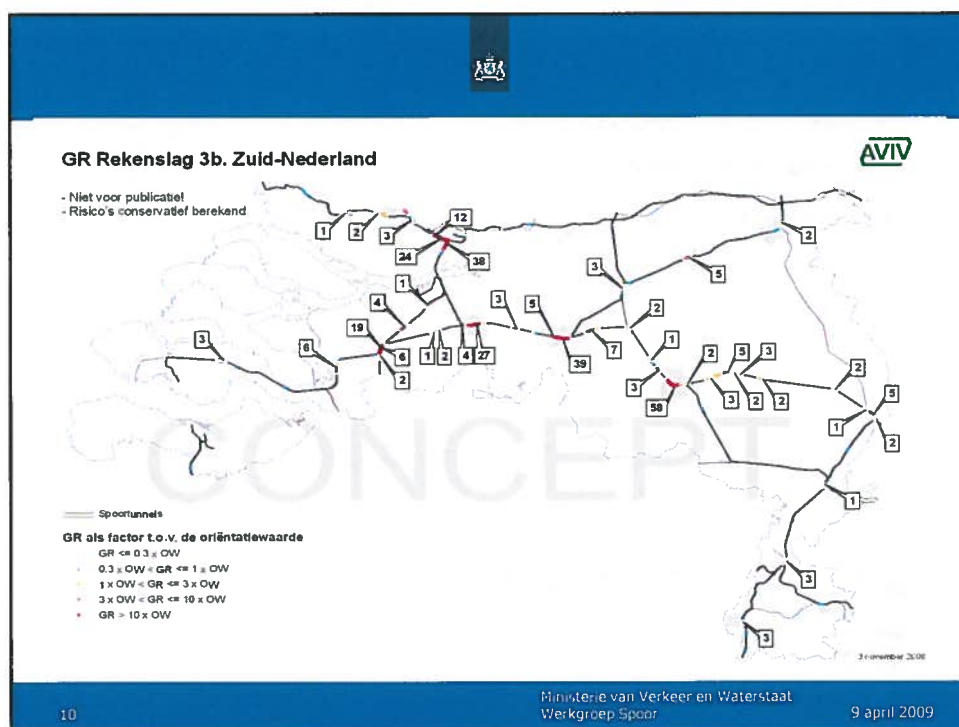 GR Rekenslag 3b. Zuid-Nederland
AVIV
- Niet voor publicatie!
- Risico's conservatief berekend
12
1
2
3
24
38
2
5
3
1
4
3
5
2
19
3
6
6
1
2
4
27
39
7
1
2
5
3
2
2
3
58
3
2
2
5
1
2
CONCEPT
1
3
3
Spoortunnels
GR als factor t.o.v. de oriëntatiewaarde
GR <= 0.3 x OW
0.3 x OW < GR <= 1 x OW
1 x OW < GR <= 3 x OW
3 x OW < GR <= 10 x OW
GR > 10 x OW
10
Ministerie van Verkeer en Waterstaat
Werkgroep Spoor
9 april 2009